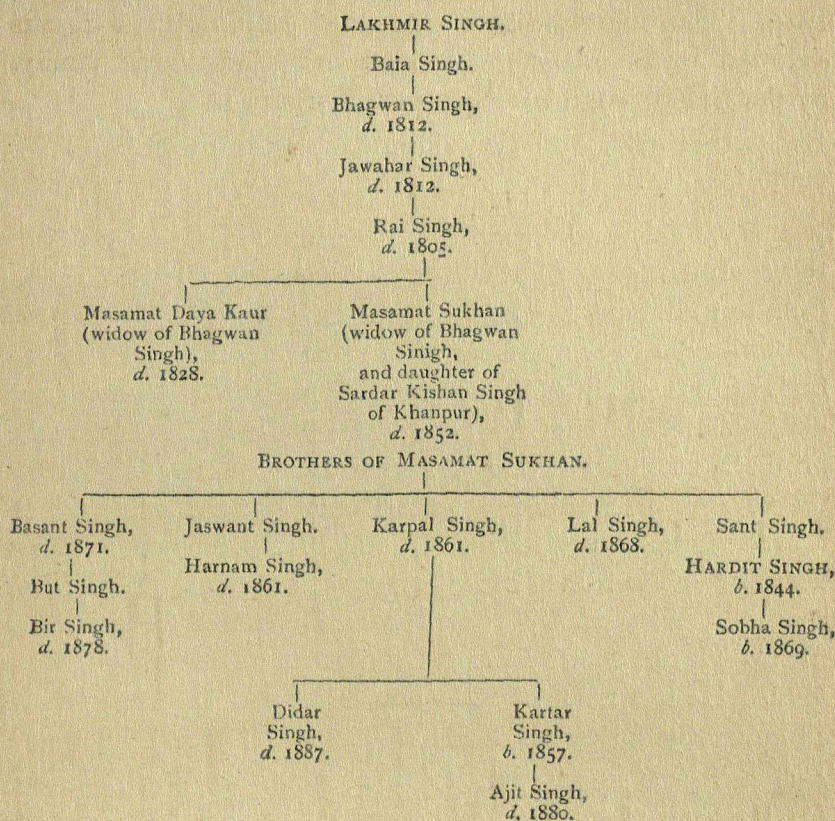 LAKHMIR SINGH.
Baia Singh.
Bhagwan Singh,
d. 1812.
Jawahar Singh,
d. 1812.
Rai Singh,
d. 1805.
Masamat Daya Kaur
(widow of Bhagwan
Singh),
d. 1828.
Masamat Sukhan
(widow of Bhagwan
Sinigh,
and daughter of
Sardar Kishan Singh
of Khanpur),
d. 1852.
BROTHERS OF MASAMAT SUKHAN.
Basant Singh,
d. 1871.
But Singh.
Bir Singh,
d. 1878.
Jaswant Singh.
Harnam Singh,
d. 1861.
Karpal Singh,
d. 1861.
Lal Singh,
d. 1868.
Sant Singh.
HARDIT SINGH,
b. 1844.
Sobha Singh,
b. 1869.
Didar
Singh,
d. 1887.
Kartar
Singh,
b. 1857.
Ajit Singh,
d. 1880.